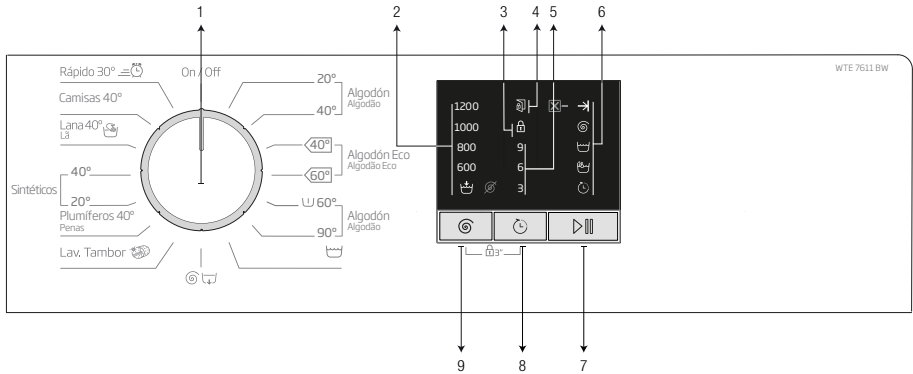 1
2
3
4
5
6
WTE 7611 BW
Rápido 30°
On / Off
20°
Camisas 40°
40°
Algodón
Algodão
Lana 40°
Lã
40°
60°
Algodón Eco
Algodão Eco
Sintéticos
40°
20°
60°
90°
Algodón
Algodão
Plumíferos 40°
Penas
Lav. Tambor
1200
1000
800
600
9
6
3
3"
9
8
7